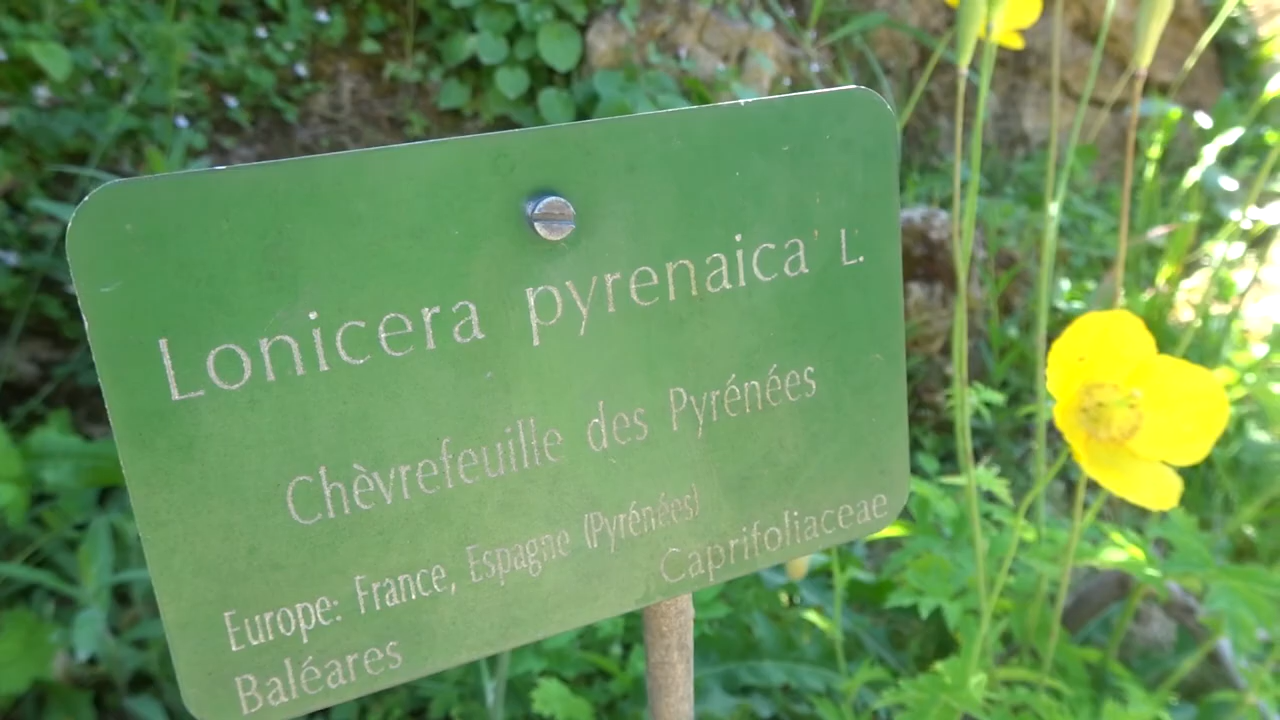 Lonicera pyrenaica L.
Chèvrefeuille des Pyrénées
Europe: France, Espagne (Pyrénées)
Baléares
Caprifoliaceae